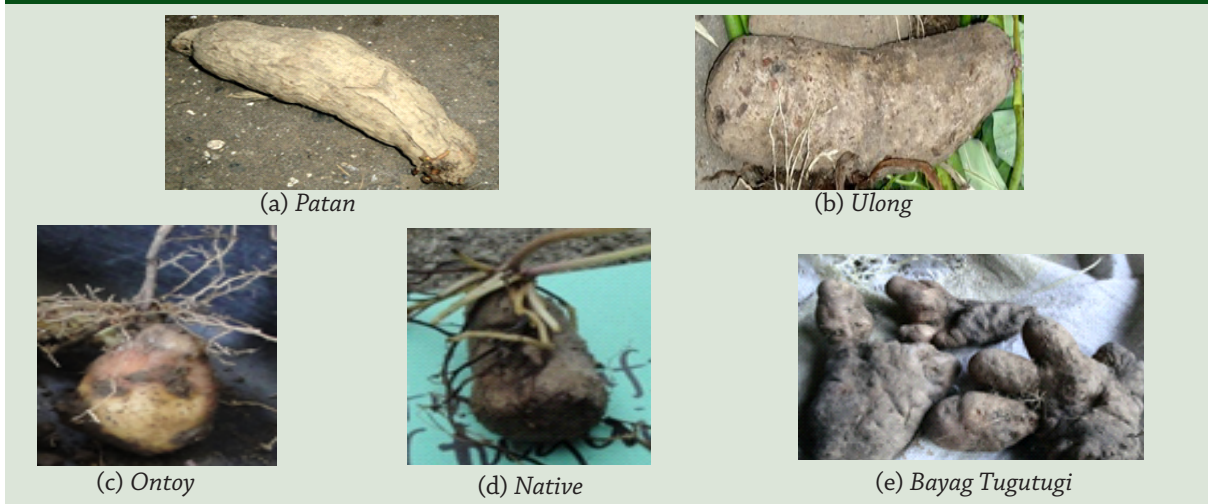 (a) Patan
(b) Ulong
(c) Ontoy
(d) Native
(e) Bayag Tugutugi